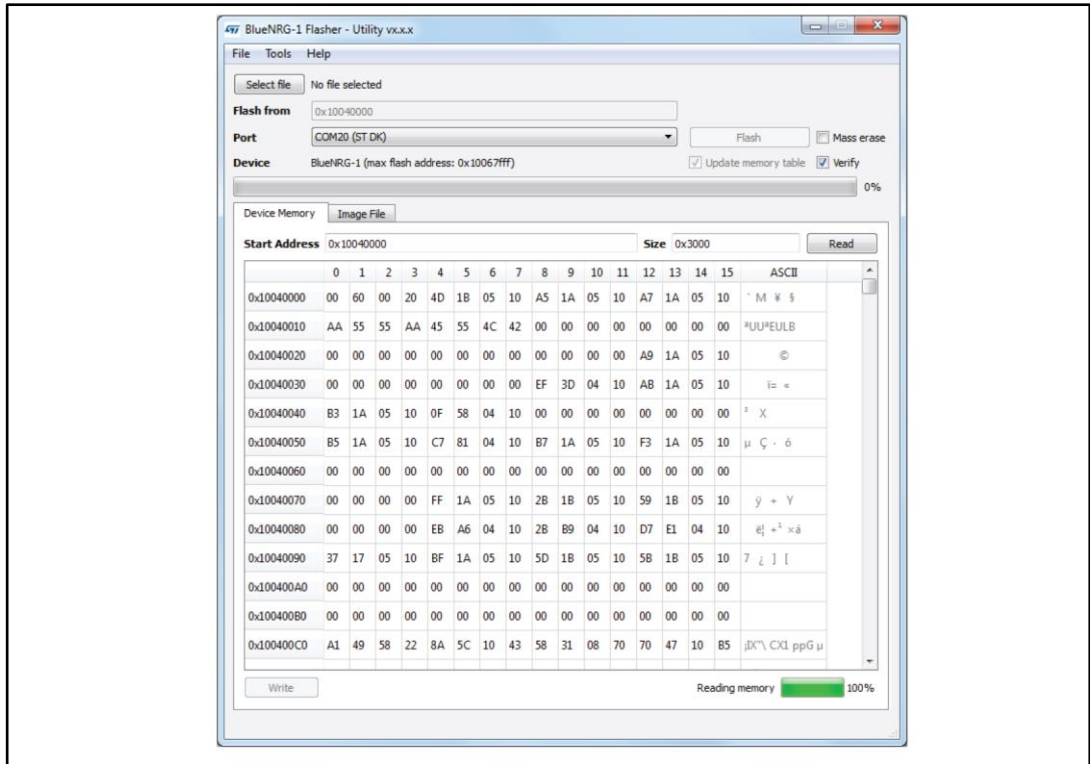 BlueNRG-1 Flasher - Utility vx.x.x
File Tools Help
Select file No file selected
Flash from 0x10040000
Port COM20 (ST DK) Flash Mass erase
Device BlueNRG-1 (max flash address: 0x10067fff) Update memory table Verify
0%
Device Memory Image File
Start Address 0x10040000 Size 0x3000 Read
0 1 2 3 4 5 6 7 8 9 10 11 12 13 14 15 ASCII
0x10040000 00 60 00 20 4D 1B 05 10 A5 1A 05 10 A7 1A 05 10 ` M ¥ §
0x10040010 AA 55 55 AA 45 55 4C 42 00 00 00 00 00 00 00 00 ªUUªEULB
0x10040020 00 00 00 00 00 00 00 00 00 00 00 00 A9 1A 05 10 ©
0x10040030 00 00 00 00 00 00 00 00 EF 3D 04 10 AB 1A 05 10 ï= «
0x10040040 B3 1A 05 10 0F 58 04 10 00 00 00 00 00 00 00 00 ³ X
0x10040050 B5 1A 05 10 C7 81 04 10 B7 1A 05 10 F3 1A 05 10 µ Ç · ó
0x10040060 00 00 00 00 00 00 00 00 00 00 00 00 00 00 00 00
0x10040070 00 00 00 00 FF 1A 05 10 2B 1B 05 10 59 1B 05 10 ÿ + Y
0x10040080 00 00 00 00 EB A6 04 10 2B B9 04 10 D7 E1 04 10 ë¦ +¹ ×á
0x10040090 37 17 05 10 BF 1A 05 10 5D 1B 05 10 5B 1B 05 10 7 ¿ ] [
0x100400A0 00 00 00 00 00 00 00 00 00 00 00 00 00 00 00 00
0x100400B0 00 00 00 00 00 00 00 00 00 00 00 00 00 00 00 00
0x100400C0 A1 49 58 22 8A 5C 10 43 58 31 08 70 70 47 10 B5 ¡IX"\ CX1 ppG µ
Write Reading memory 100%